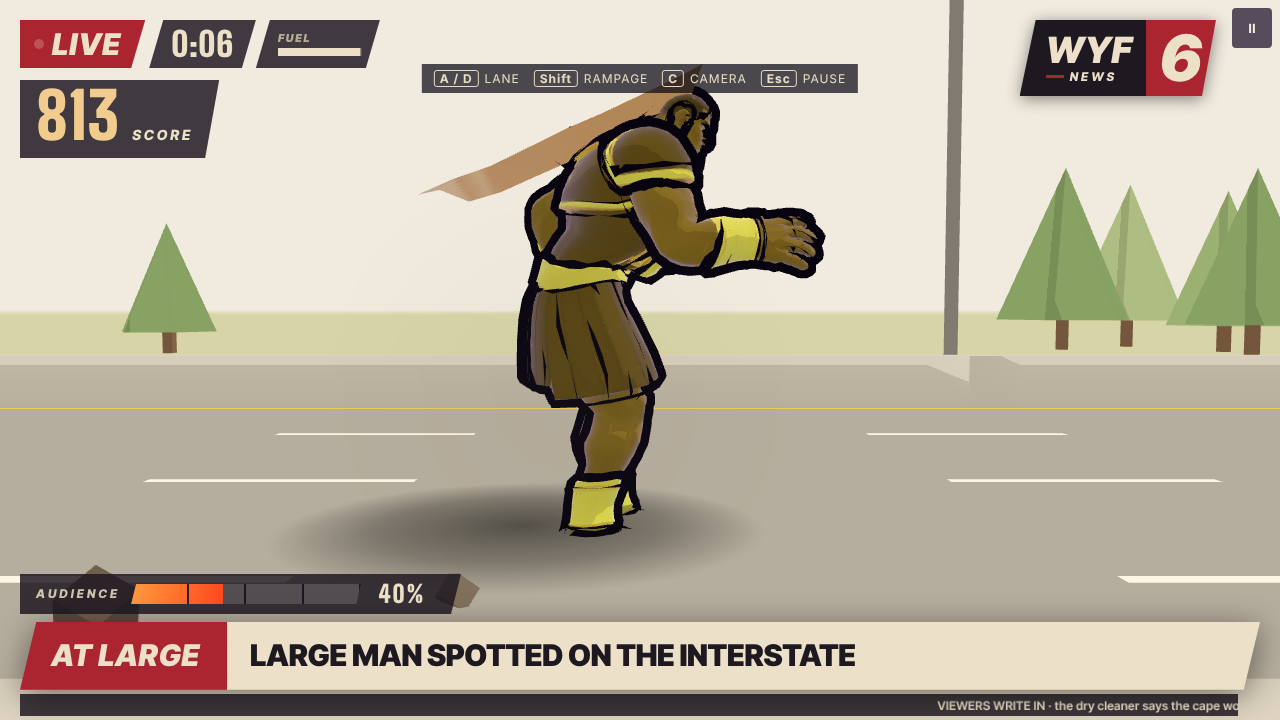 LIVE 0:06 FUEL
813 SCORE
A / D LANE Shift RAMPAGE C CAMERA Esc PAUSE
WYF 6
NEWS
AUDIENCE 40%
AT LARGE LARGE MAN SPOTTED ON THE INTERSTATE
VIEWERS WRITE IN · the dry cleaner says the cape wo